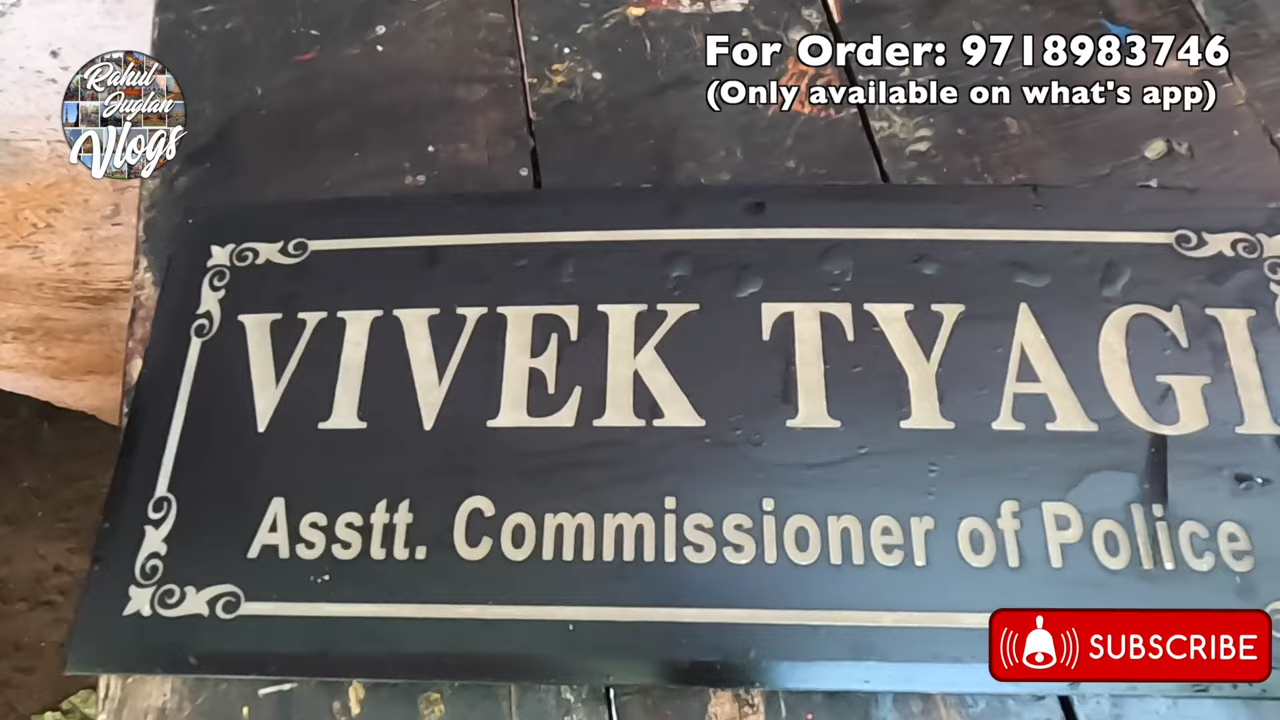 Rahul
Juglan
Vlogs
For Order: 9718983746
(Only available on what's app)
VIVEK TYAGI
Asstt. Commissioner of Police
SUBSCRIBE